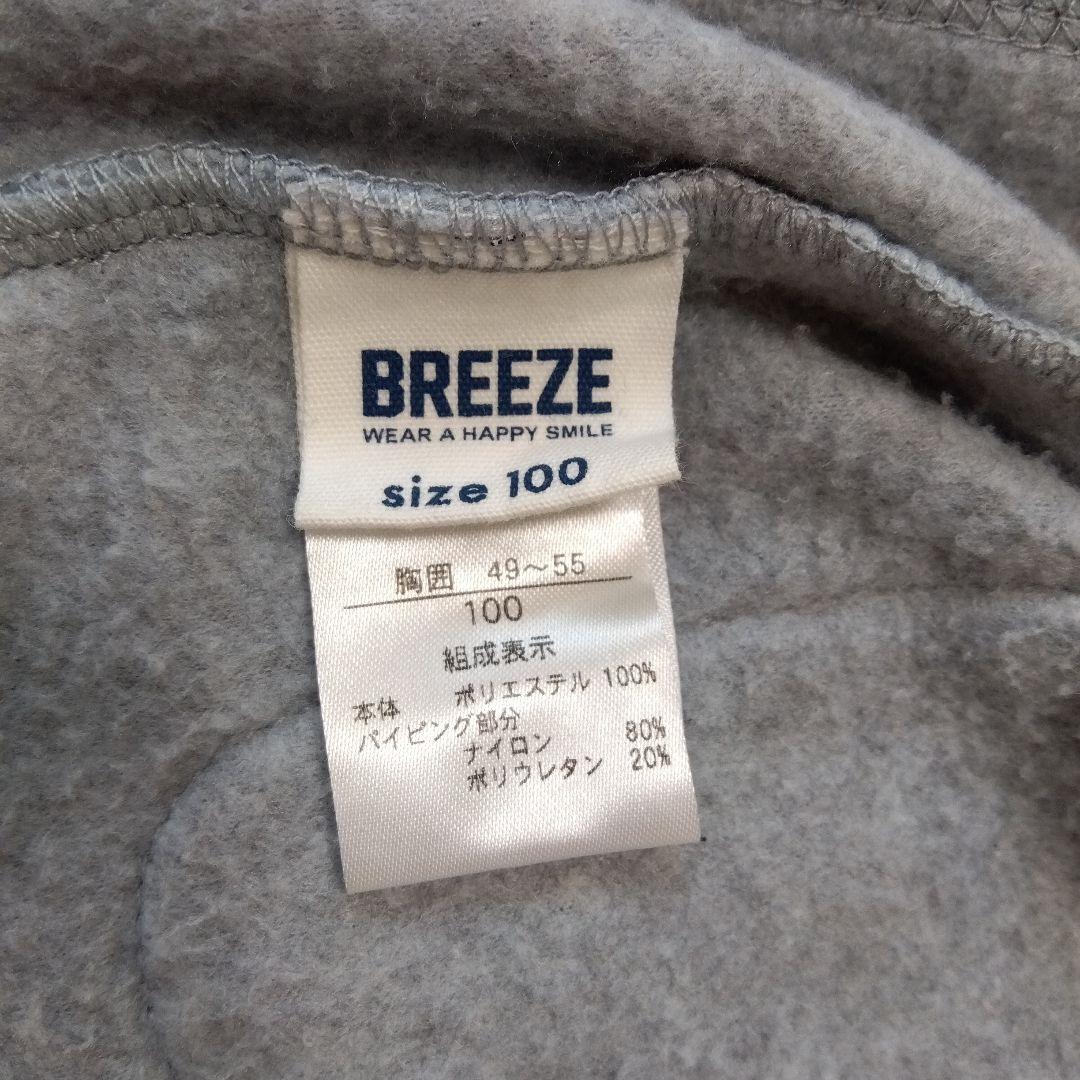 BREEZE
WEAR A HAPPY SMILE
size 100
胸囲 49〜55
100
組成表示
本体 ポリエステル 100%
パイピング部分
ナイロン 80%
ポリウレタン 20%